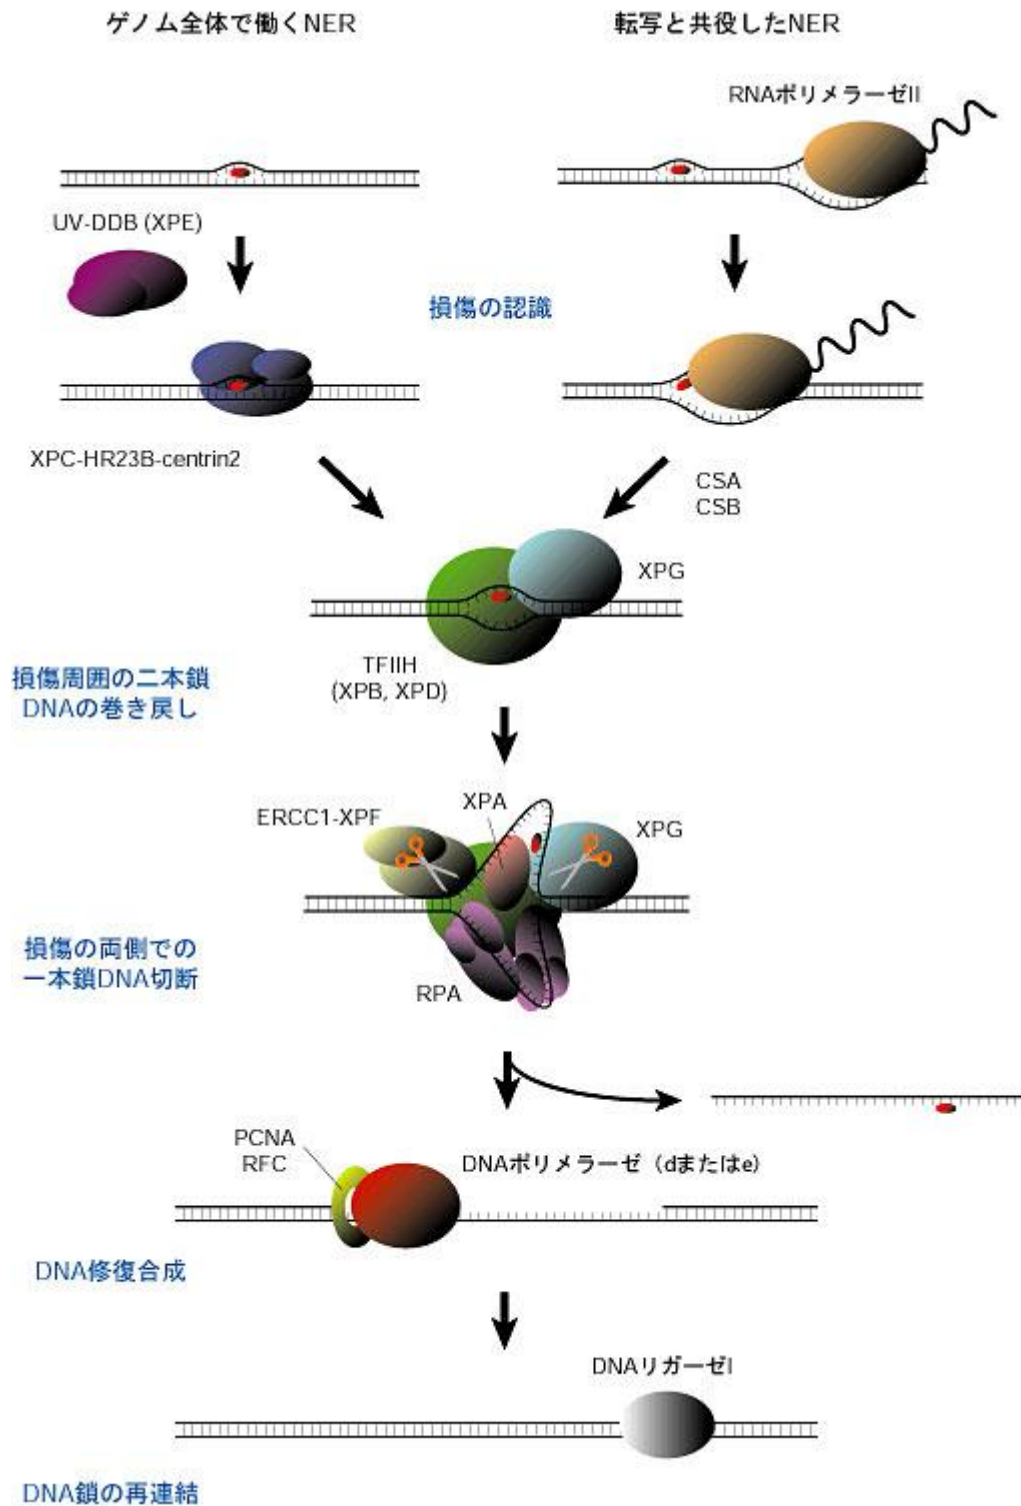 ゲノム全体で働くNER
転写と共役したNER
RNAポリメラーゼII
UV-DDB (XPE)
損傷の認識
XPC-HR23B-centrin2
CSA
CSB
XPG
TFIIH
(XPB, XPD)
損傷周囲の二本鎖
DNAの巻き戻し
XPA
ERCC1-XPF
XPG
損傷の両側での
一本鎖DNA切断
RPA
PCNA
RFC
DNAポリメラーゼ（dまたはe）
DNA修復合成
DNAリガーゼI
DNA鎖の再連結